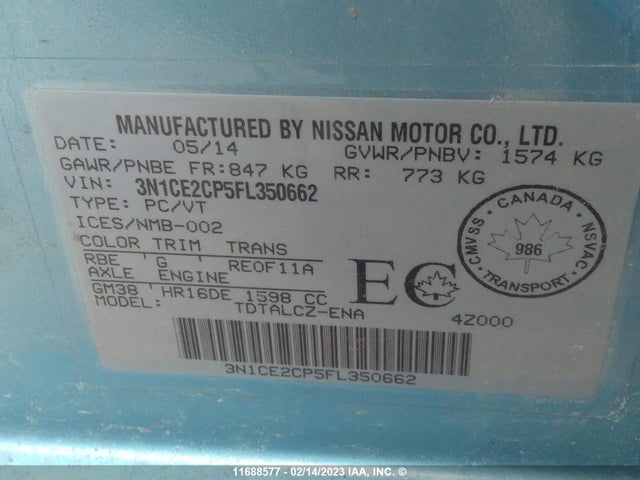 MANUFACTURED BY NISSAN MOTOR CO., LTD.
DATE: 05/14 GVWR/PNBV: 1574 KG
GAWR/PNBE FR: 847 KG RR: 773 KG
VIN: 3N1CE2CP5FL350662
TYPE: PC/VT
ICES/NMB-002
COLOR TRIM TRANS
RBE G RE0F11A
AXLE ENGINE
GM38 HR16DE 1598 CC
MODEL: TDTALCZ-ENA
EC
4Z000
CANADA
CMVSS NSVAC
986
TRANSPORT
3N1CE2CP5FL350662
11688577 - 02/14/2023 IAA, INC. ©